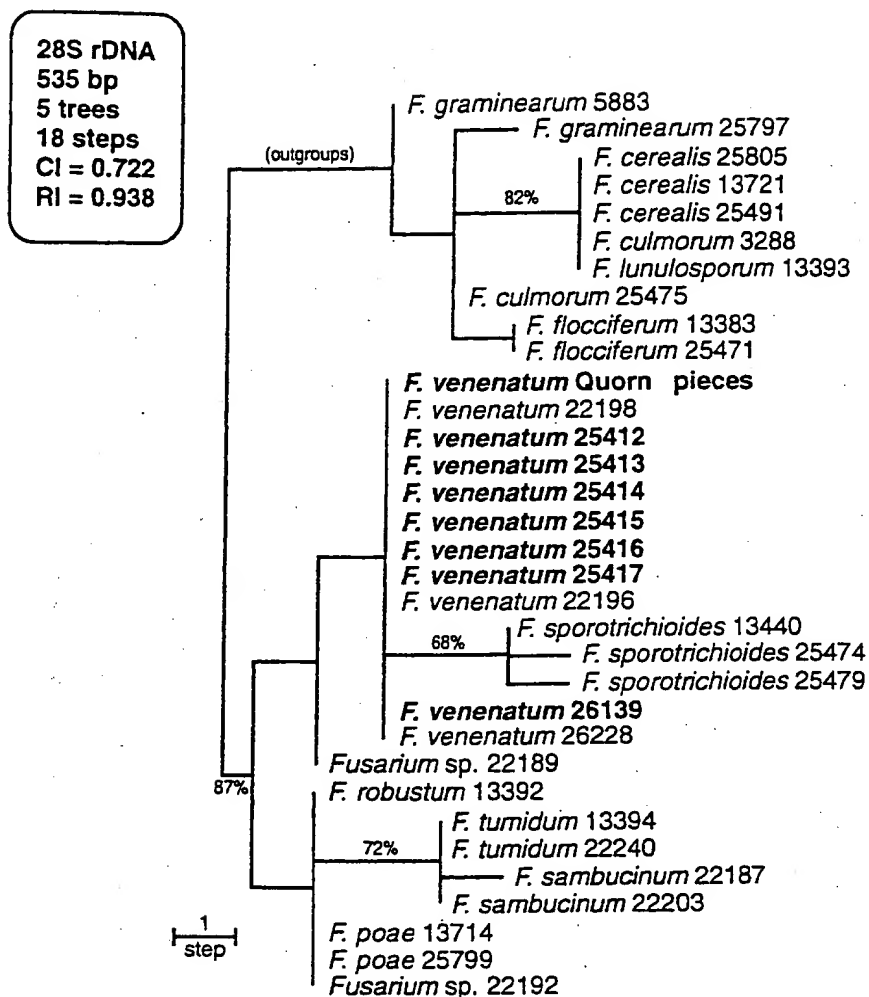 28S rDNA
535 bp
5 trees
18 steps
CI = 0.722
RI = 0.938
F. graminearum 5883
(outgroups)
F. graminearum 25797
F. cerealis 25805
F. cerealis 13721
82%
F. cerealis 25491
F. culmorum 3288
F. lunulosporum 13393
F. culmorum 25475
F. flocciferum 13383
F. flocciferum 25471
F. venenatum Quorn pieces
F. venenatum 22198
F. venenatum 25412
F. venenatum 25413
F. venenatum 25414
F. venenatum 25415
F. venenatum 25416
F. venenatum 25417
F. venenatum 22196
F. sporotrichioides 13440
68%
F. sporotrichioides 25474
F. sporotrichioides 25479
F. venenatum 26139
F. venenatum 26228
Fusarium sp. 22189
87%
F. robustum 13392
F. tumidum 13394
72%
F. tumidum 22240
F. sambucinum 22187
F. sambucinum 22203
1
step
F. poae 13714
F. poae 25799
Fusarium sp. 22192